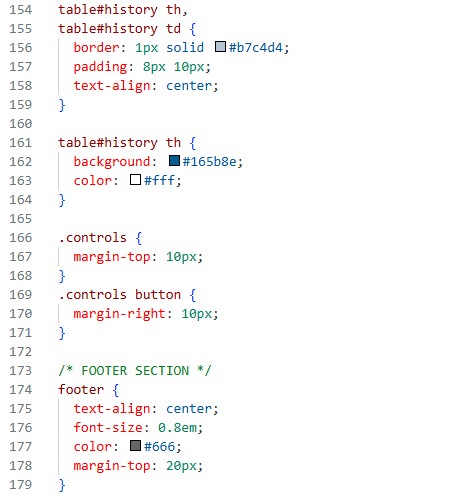 154 table#history th,
155 table#history td {
156   border: 1px solid #b7c4d4;
157   padding: 8px 10px;
158   text-align: center;
159 }
160
161 table#history th {
162   background: #165b8e;
163   color: #fff;
164 }
165
166 .controls {
167   margin-top: 10px;
168 }
169 .controls button {
170   margin-right: 10px;
171 }
172
173 /* FOOTER SECTION */
174 footer {
175   text-align: center;
176   font-size: 0.8em;
177   color: #666;
178   margin-top: 20px;
179 }